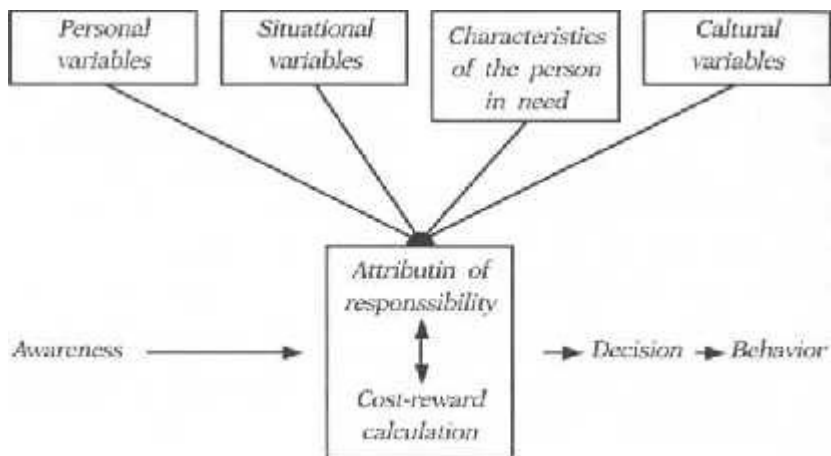 Personal
variables
Situational
variables
Characteristics
of the person
in need
Caltural
variables
Attributin of
responssibility
Awareness
Decision
Behavior
Cost-reward
calculation